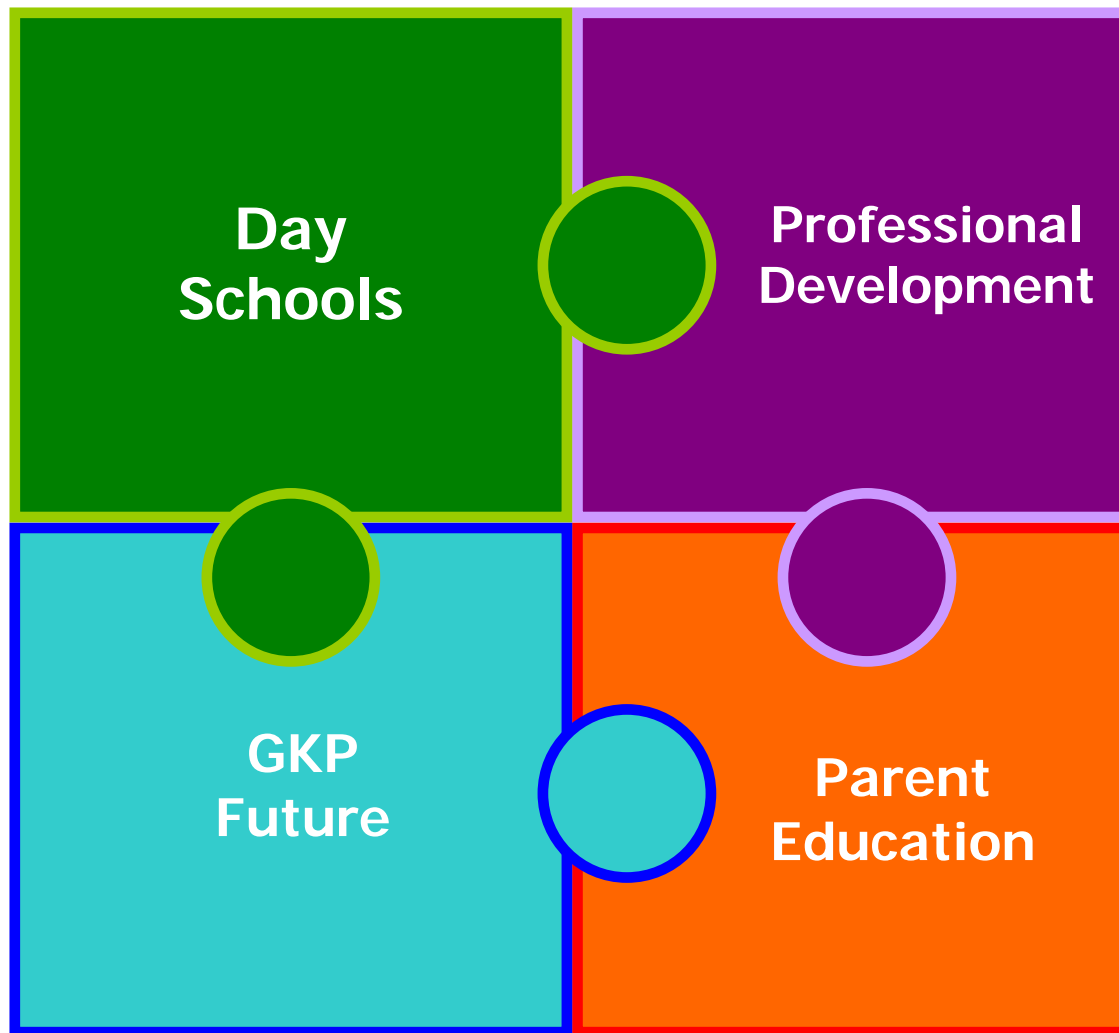 Day
Schools
Professional
Development
GKP
Future
Parent
Education